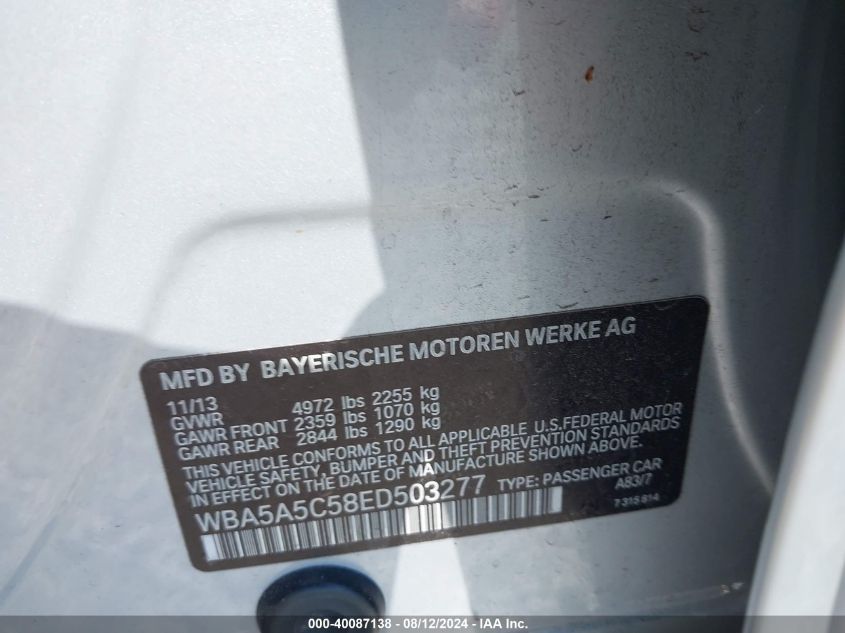 MFD BY BAYERISCHE MOTOREN WERKE AG
11/13 4972 lbs 2255 kg
GVWR
GAWR FRONT 2359 lbs 1070 kg
GAWR REAR 2844 lbs 1290 kg
THIS VEHICLE CONFORMS TO ALL APPLICABLE U.S.FEDERAL MOTOR
VEHICLE SAFETY, BUMPER AND THEFT PREVENTION STANDARDS
IN EFFECT ON THE DATE OF MANUFACTURE SHOWN ABOVE.
WBA5A5C58ED503277 TYPE: PASSENGER CAR
A83/7
7 315 814
000-40087138 - 08/12/2024 - IAA Inc.